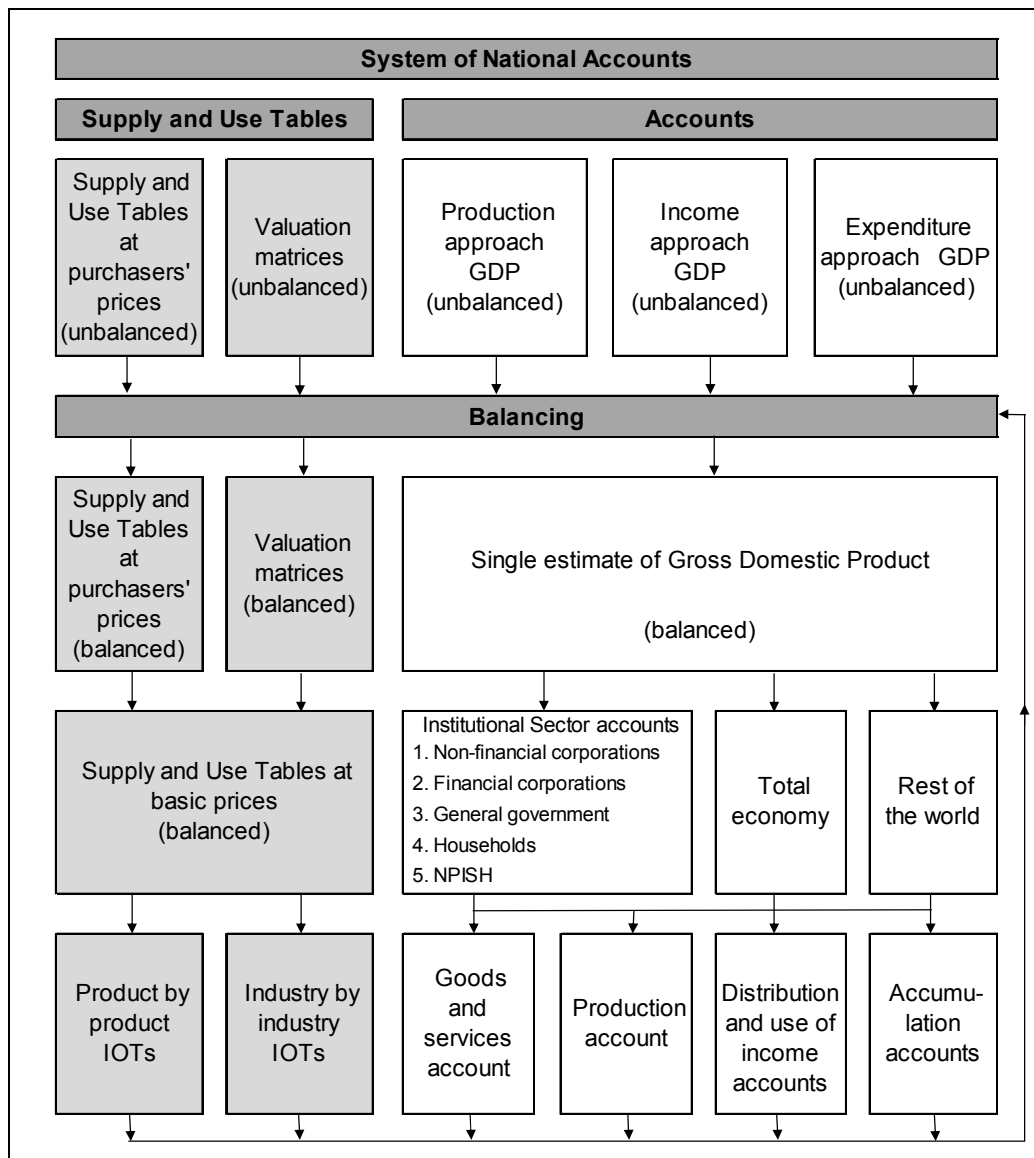 System of National Accounts
Supply and Use Tables
Accounts
Supply and
Use Tables
at
purchasers'
prices
(unbalanced)
Valuation
matrices
(unbalanced)
Production
approach
GDP
(unbalanced)
Income
approach
GDP
(unbalanced)
Expenditure
approach GDP
(unbalanced)
Balancing
Supply and
Use Tables
at
purchasers'
prices
(balanced)
Valuation
matrices
(balanced)
Single estimate of Gross Domestic Product
(balanced)
Supply and Use Tables at
basic prices
(balanced)
Institutional Sector accounts
1. Non-financial corporations
2. Financial corporations
3. General government
4. Households
5. NPISH
Total
economy
Rest of
the world
Product by
product
IOTs
Industry by
industry
IOTs
Goods
and
services
account
Production
account
Distribution
and use of
income
accounts
Accumu-
lation
accounts